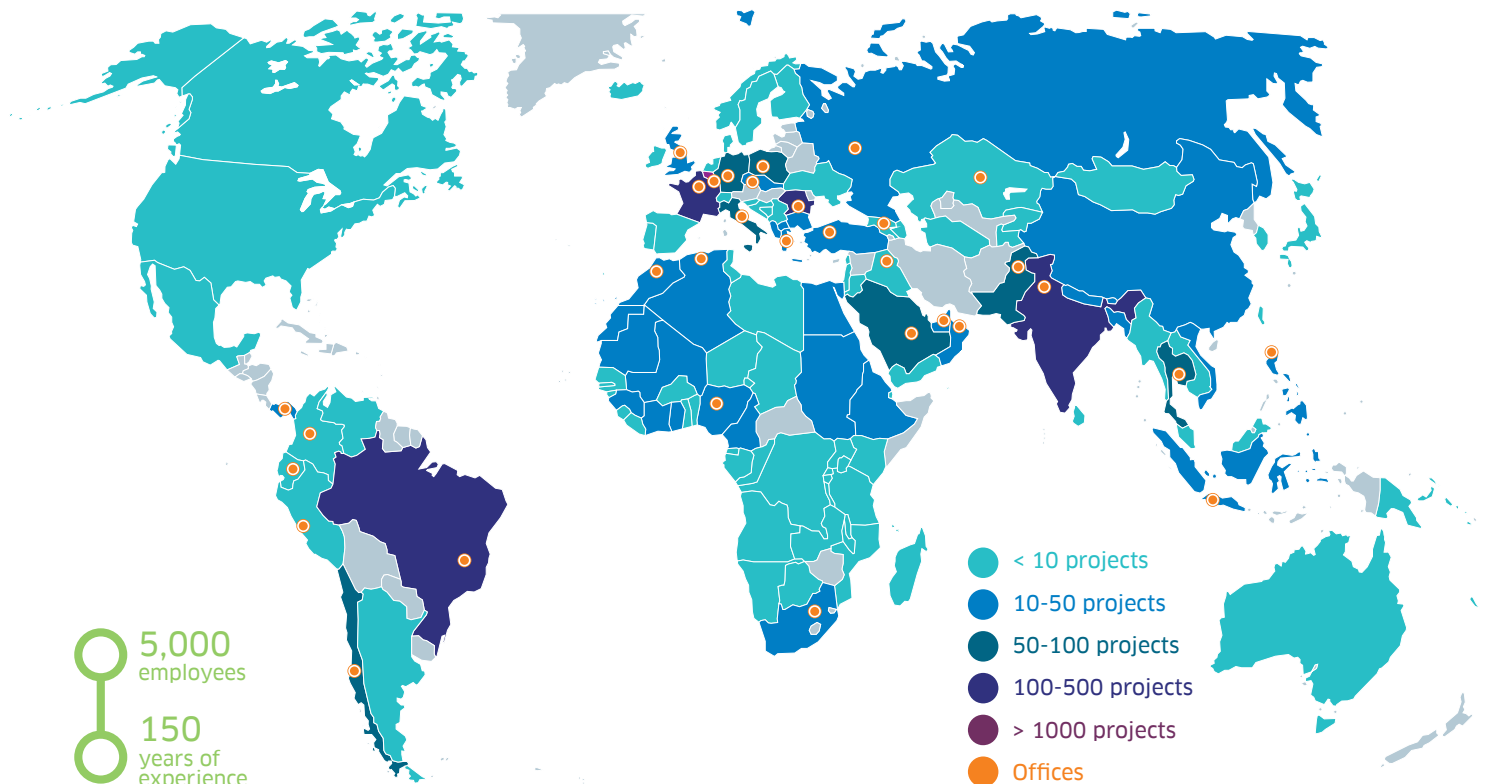 5,000
employees
150
years of
experience
< 10 projects
10-50 projects
50-100 projects
100-500 projects
> 1000 projects
Offices